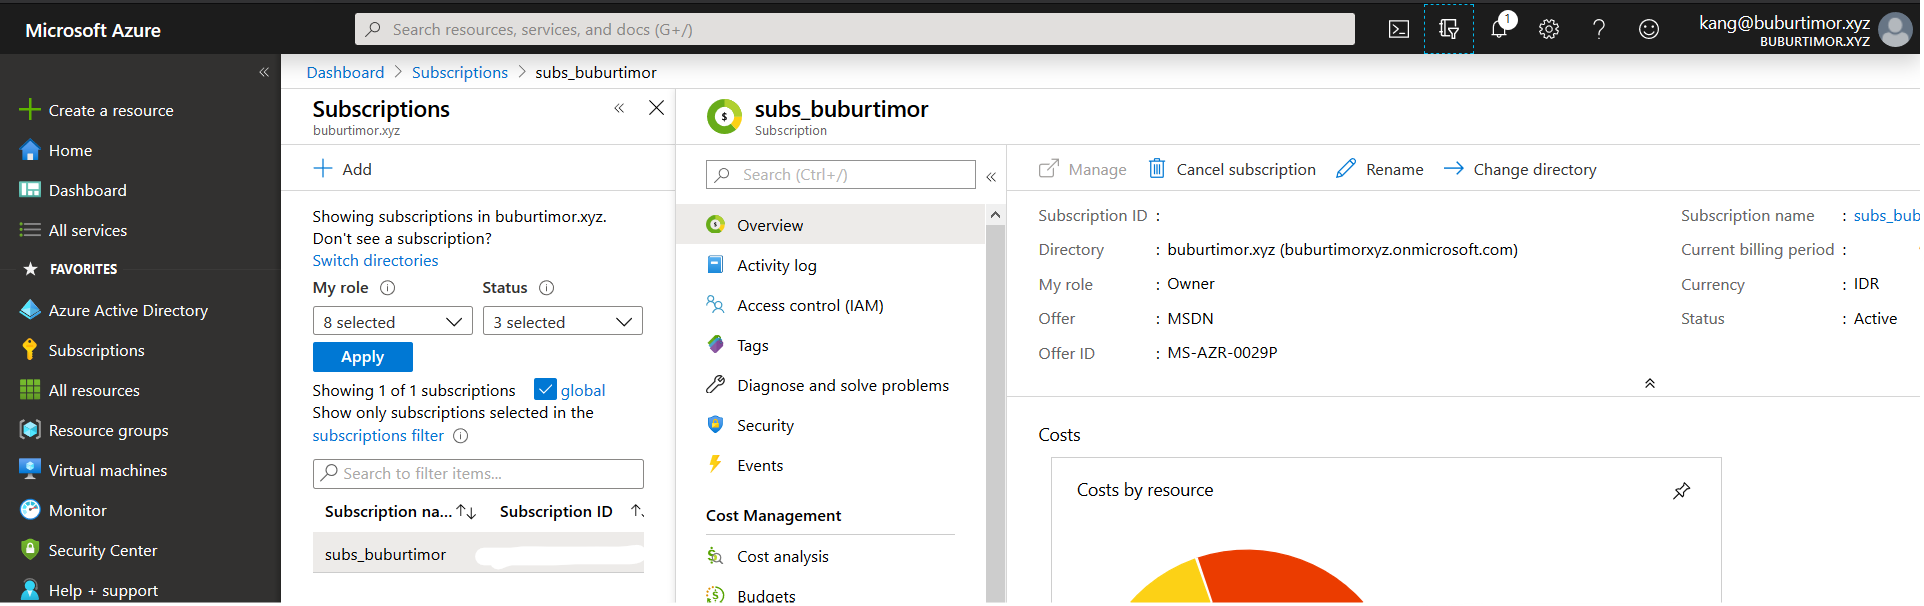 Microsoft Azure
Search resources, services, and docs (G+/)
1
kang@buburtimor.xyz
BUBURTIMOR.XYZ
Create a resource
Home
Dashboard
All services
FAVORITES
Azure Active Directory
Subscriptions
All resources
Resource groups
Virtual machines
Monitor
Security Center
Help + support
Dashboard > Subscriptions > subs_buburtimor
Subscriptions
buburtimor.xyz
Add
Showing subscriptions in buburtimor.xyz.
Don't see a subscription?
Switch directories
My role Status
8 selected 3 selected
Apply
Showing 1 of 1 subscriptions global
Show only subscriptions selected in the
subscriptions filter
Search to filter items...
Subscription na... Subscription ID
subs_buburtimor
subs_buburtimor
Subscription
Search (Ctrl+/)
Overview
Activity log
Access control (IAM)
Tags
Diagnose and solve problems
Security
Events
Cost Management
Cost analysis
Budgets
Manage Cancel subscription Rename Change directory
Subscription ID :
Directory : buburtimor.xyz (buburtimorxyz.onmicrosoft.com)
My role : Owner
Offer : MSDN
Offer ID : MS-AZR-0029P
Subscription name : subs_bub
Current billing period :
Currency : IDR
Status : Active
Costs
Costs by resource